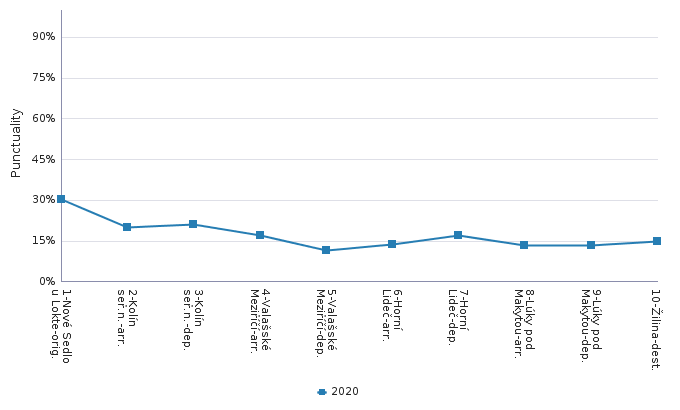 90%
75%
60%
45%
30%
15%
0%
Punctuality
1-Nové Sedlo
u Lokte-orig.
2-Kolín
seř.n.-arr.
3-Kolín
seř.n.-dep.
4-Valašské
Meziříčí-arr.
5-Valašské
Meziříčí-dep.
6-Horní
Lideč-arr.
7-Horní
Lideč-dep.
8-Lúky pod
Makytou-arr.
9-Lúky pod
Makytou-dep.
10-Žilina-dest.
2020